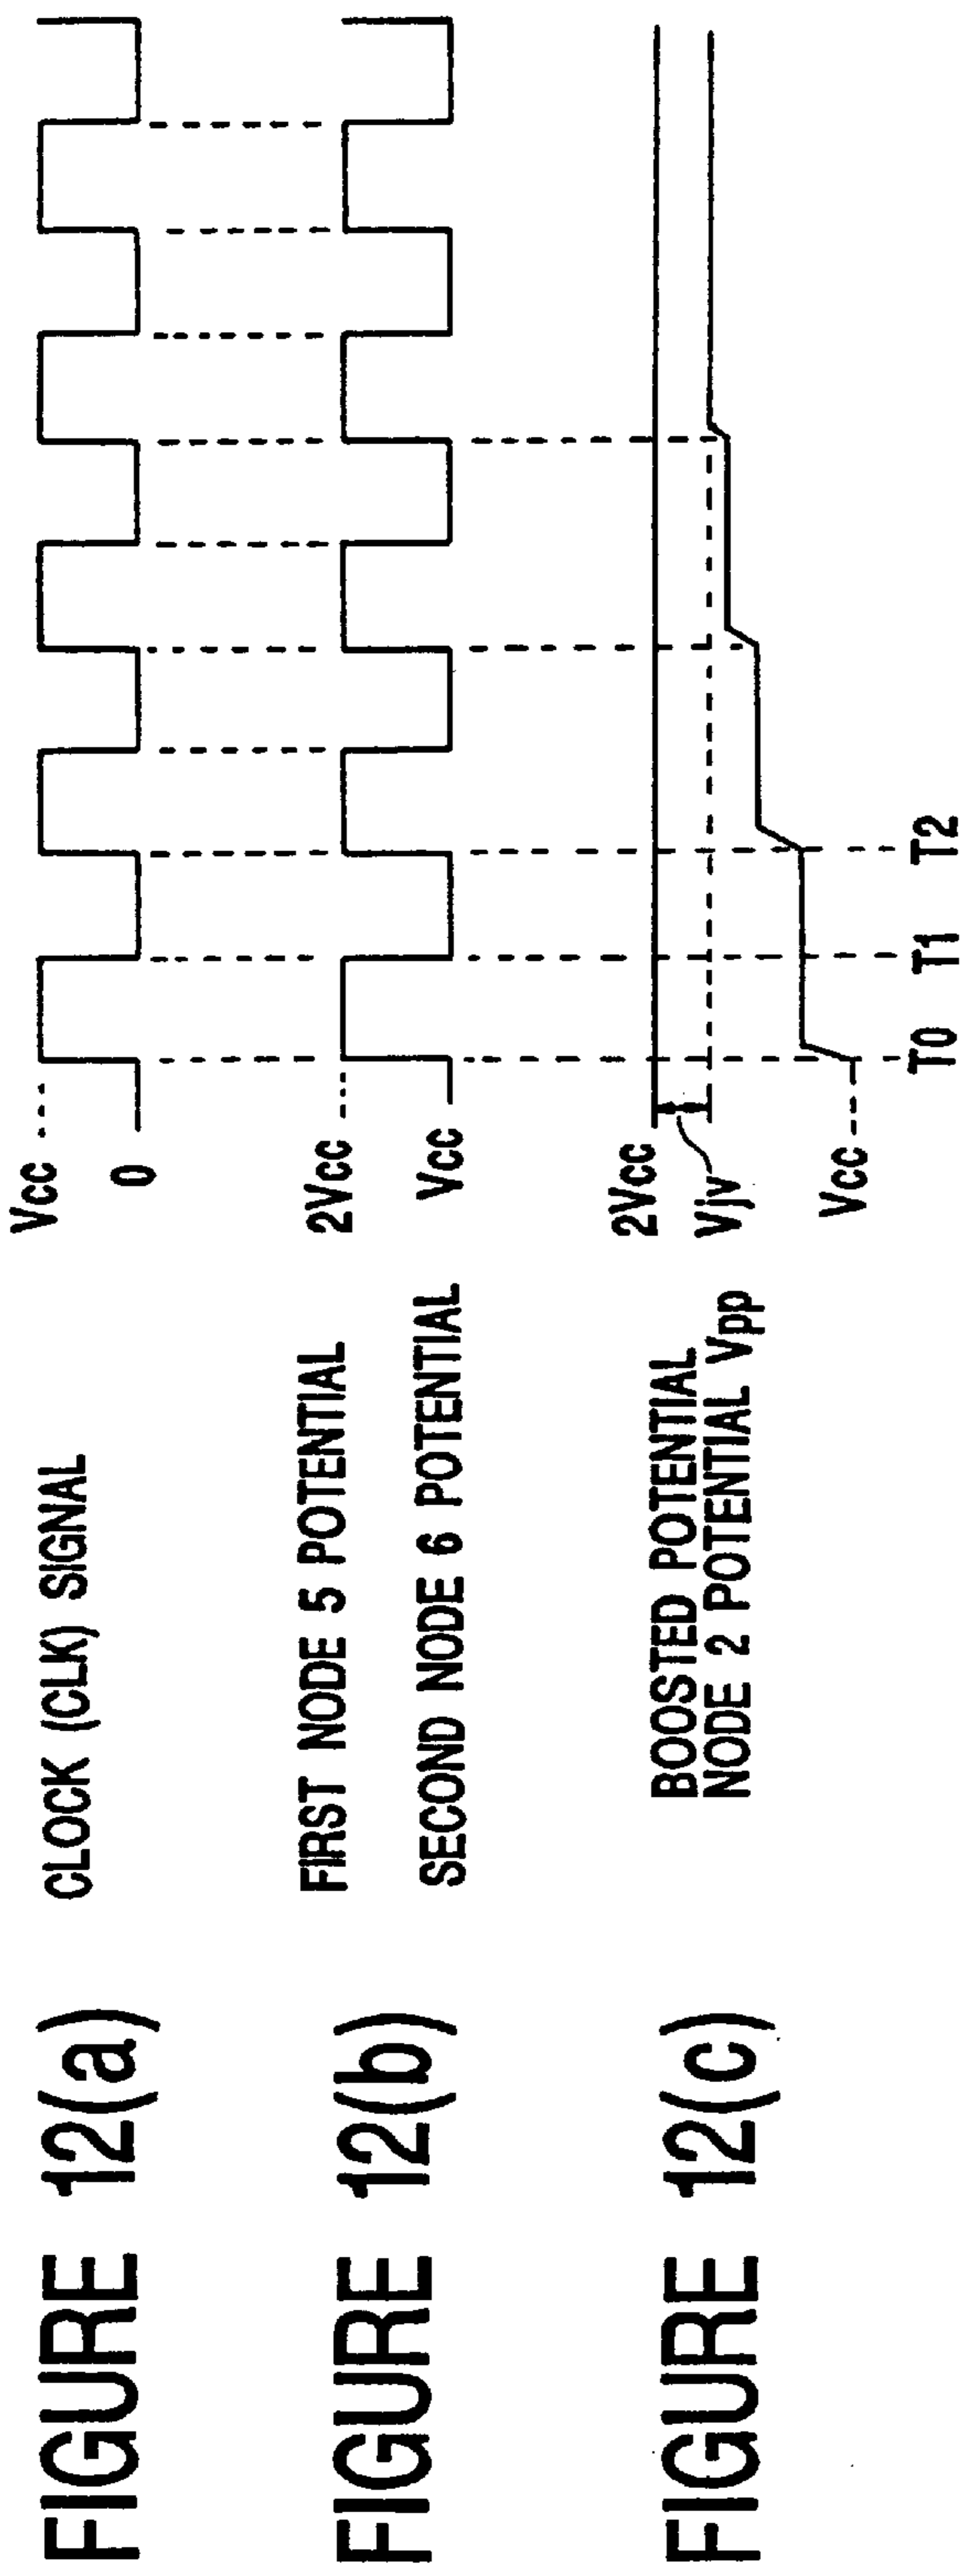 FIGURE 12(a)
CLOCK (CLK) SIGNAL
Vcc
0
FIGURE 12(b)
FIRST NODE 5 POTENTIAL
2Vcc
SECOND NODE 6 POTENTIAL
Vcc
FIGURE 12(c)
BOOSTED POTENTIAL
NODE 2 POTENTIAL Vpp
2Vcc
Vjv
Vcc
T0 T1 T2